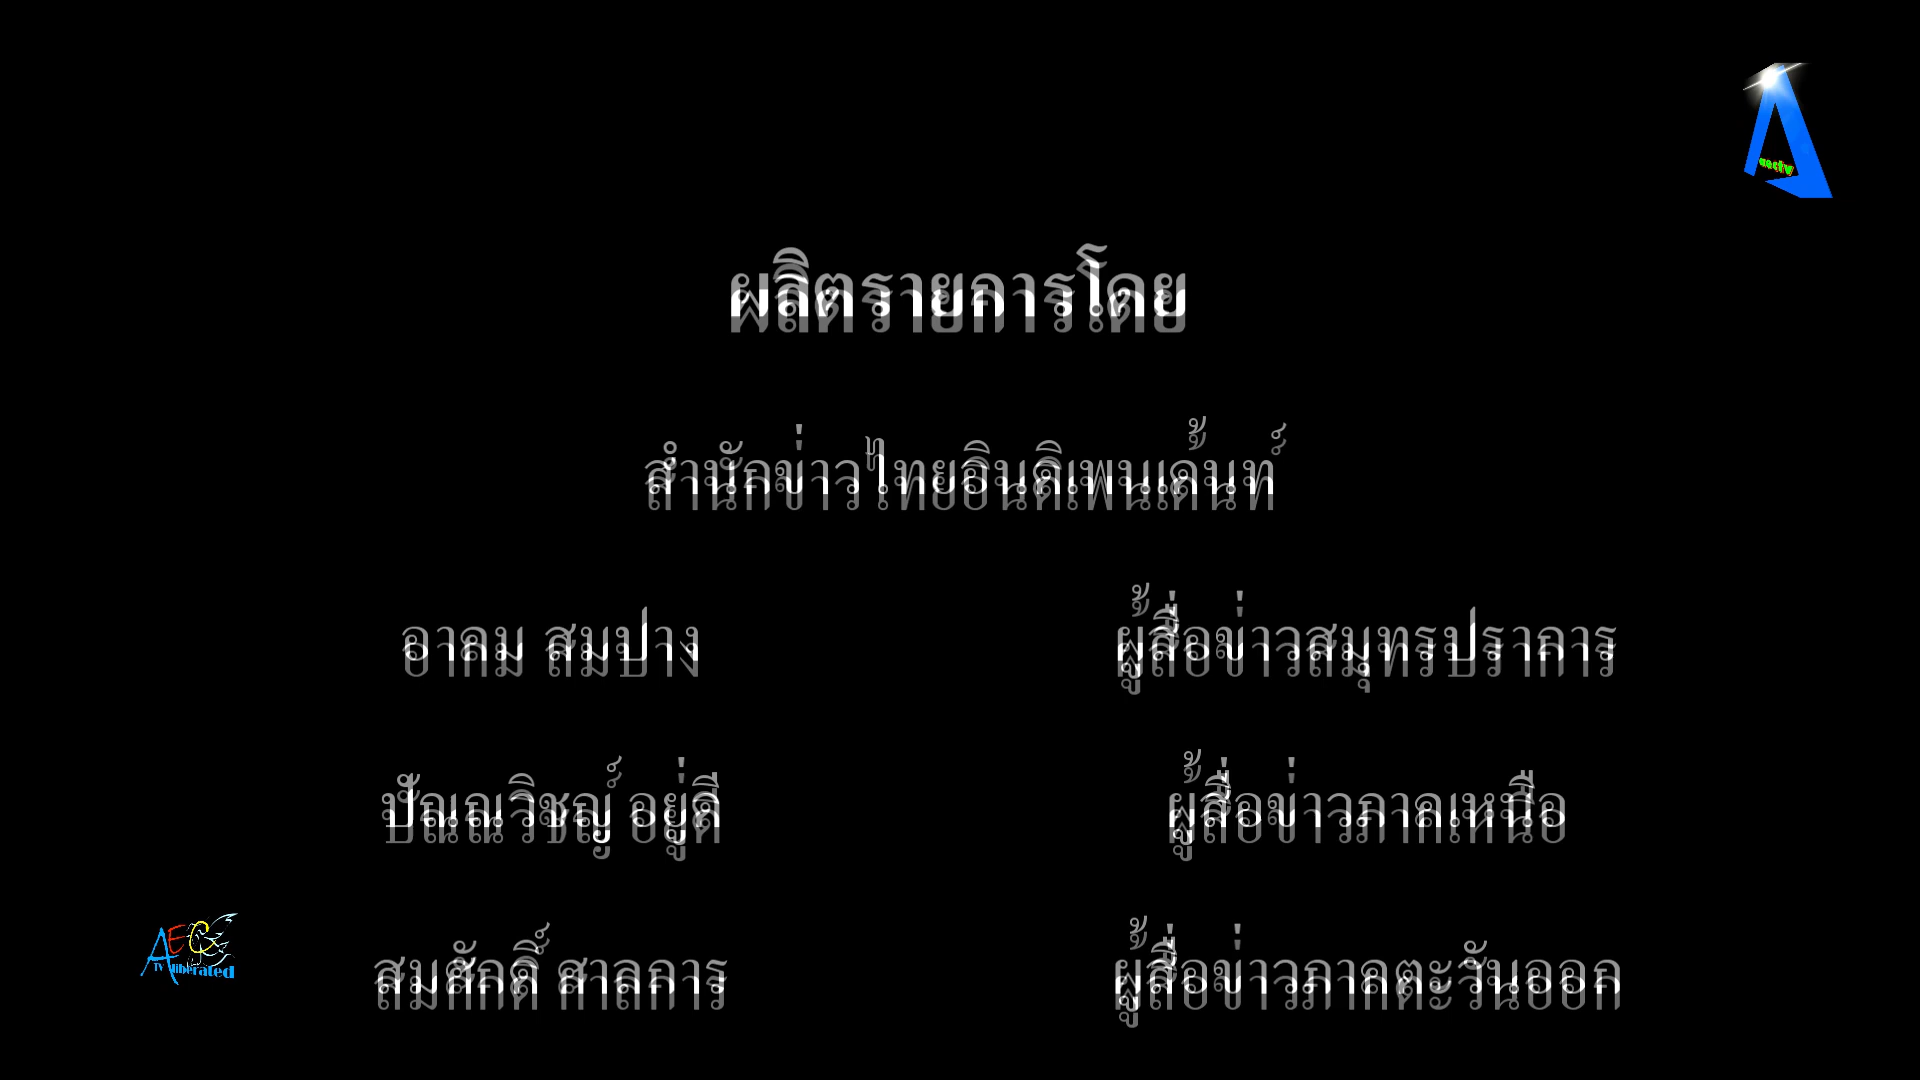 aectv
ผลิตรายการโดย
สำนักข่าวไทยอินดิเพนเด้นท์
อาคม สมปาง ผู้สื่อข่าวสมุทรปราการ
ปัณณวิชญ์ อยู่ดี ผู้สื่อข่าวภาคเหนือ
AEC
TV liberated
สมศักดิ์ สาลการ ผู้สื่อข่าวภาคตะวันออก